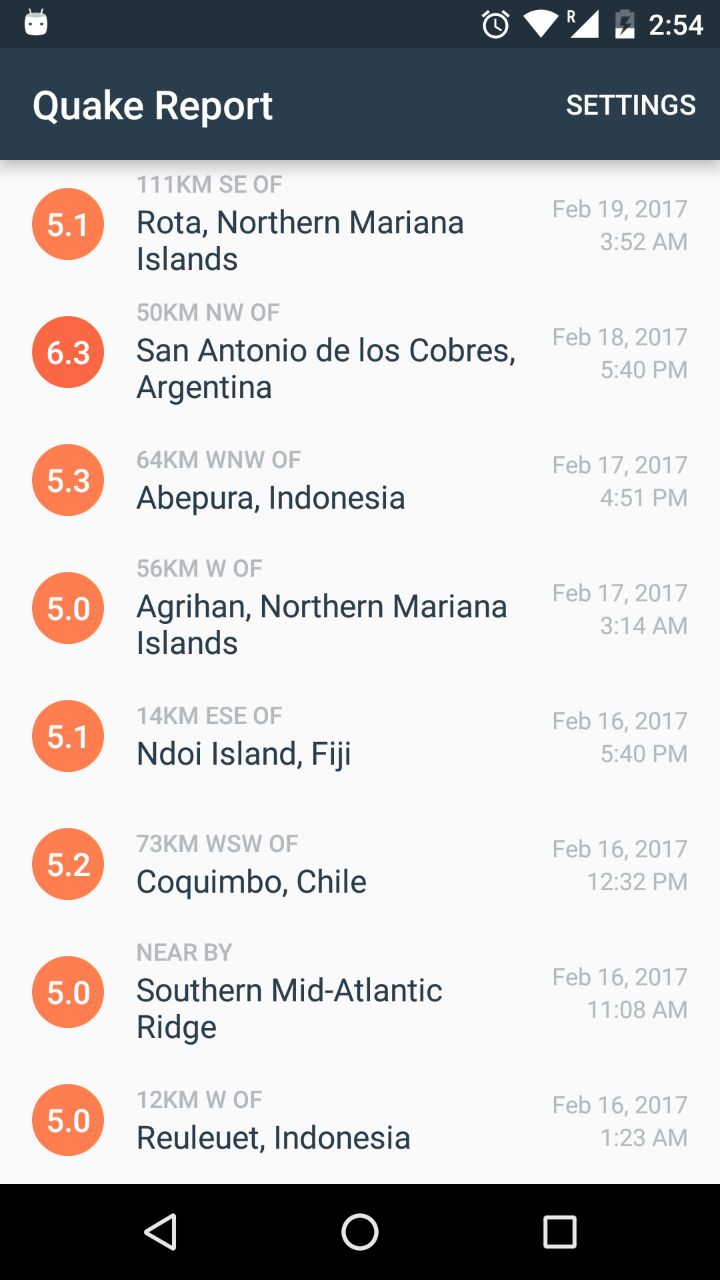 R 2:54
Quake Report SETTINGS
5.1
111KM SE OF
Rota, Northern Mariana
Islands
Feb 19, 2017
3:52 AM
6.3
50KM NW OF
San Antonio de los Cobres,
Argentina
Feb 18, 2017
5:40 PM
5.3
64KM WNW OF
Abepura, Indonesia
Feb 17, 2017
4:51 PM
5.0
56KM W OF
Agrihan, Northern Mariana
Islands
Feb 17, 2017
3:14 AM
5.1
14KM ESE OF
Ndoi Island, Fiji
Feb 16, 2017
5:40 PM
5.2
73KM WSW OF
Coquimbo, Chile
Feb 16, 2017
12:32 PM
5.0
NEAR BY
Southern Mid-Atlantic
Ridge
Feb 16, 2017
11:08 AM
5.0
12KM W OF
Reuleuet, Indonesia
Feb 16, 2017
1:23 AM